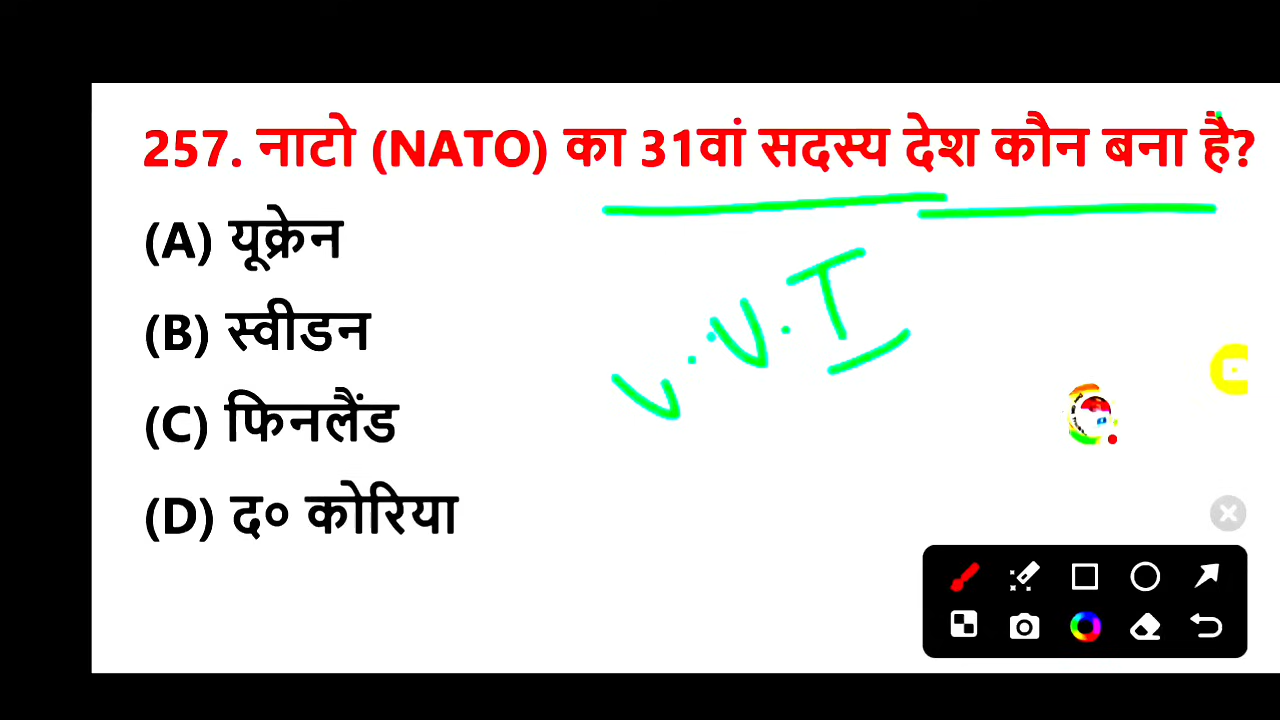 257. नाटो (NATO) का 31वां सदस्य देश कौन बना है?
(A) यूक्रेन
(B) स्वीडन
(C) फिनलैंड
(D) द० कोरिया
V.V.I